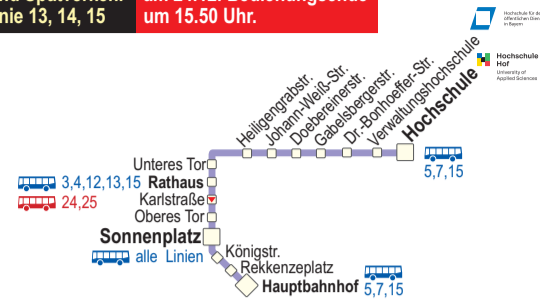 um 15.50 Uhr.
nie 13, 14, 15
Hochschule für
öffentlichen
in Bayern
Hochschule
Hof
University of
Applied Sciences
Heiligengrabstr.
Johann-Weiß-Str.
Doebereinerstr.
Gabelsbergerstr.
Dr.-Bonhoeffer-Str.
Verwaltungshochschule
Hochschule
5,7,15
Unteres Tor
3,4,12,13,15 Rathaus
24,25 Karlstraße
Oberes Tor
Sonnenplatz
alle Linien
Königstr.
Rekkenzeplatz
Hauptbahnhof 5,7,15